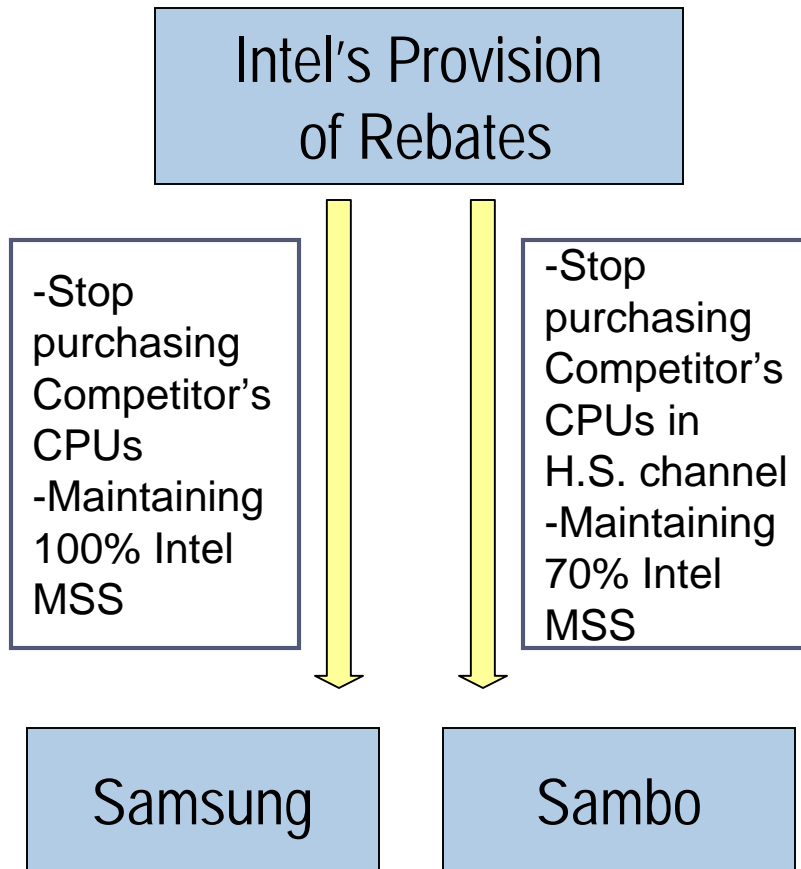 Intel's Provision
of Rebates
-Stop
purchasing
Competitor’s
CPUs
-Maintaining
100% Intel
MSS
-Stop
purchasing
Competitor’s
CPUs in
H.S. channel
-Maintaining
70% Intel
MSS
Samsung
Sambo